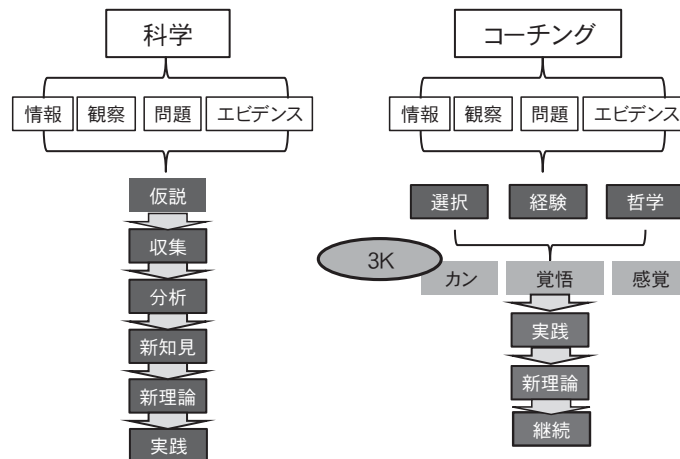 科学
情報 観察 問題 エビデンス
仮説
収集
分析
新知見
新理論
実践
コーチング
情報 観察 問題 エビデンス
選択 経験 哲学
3K
カン 覚悟 感覚
実践
新理論
継続